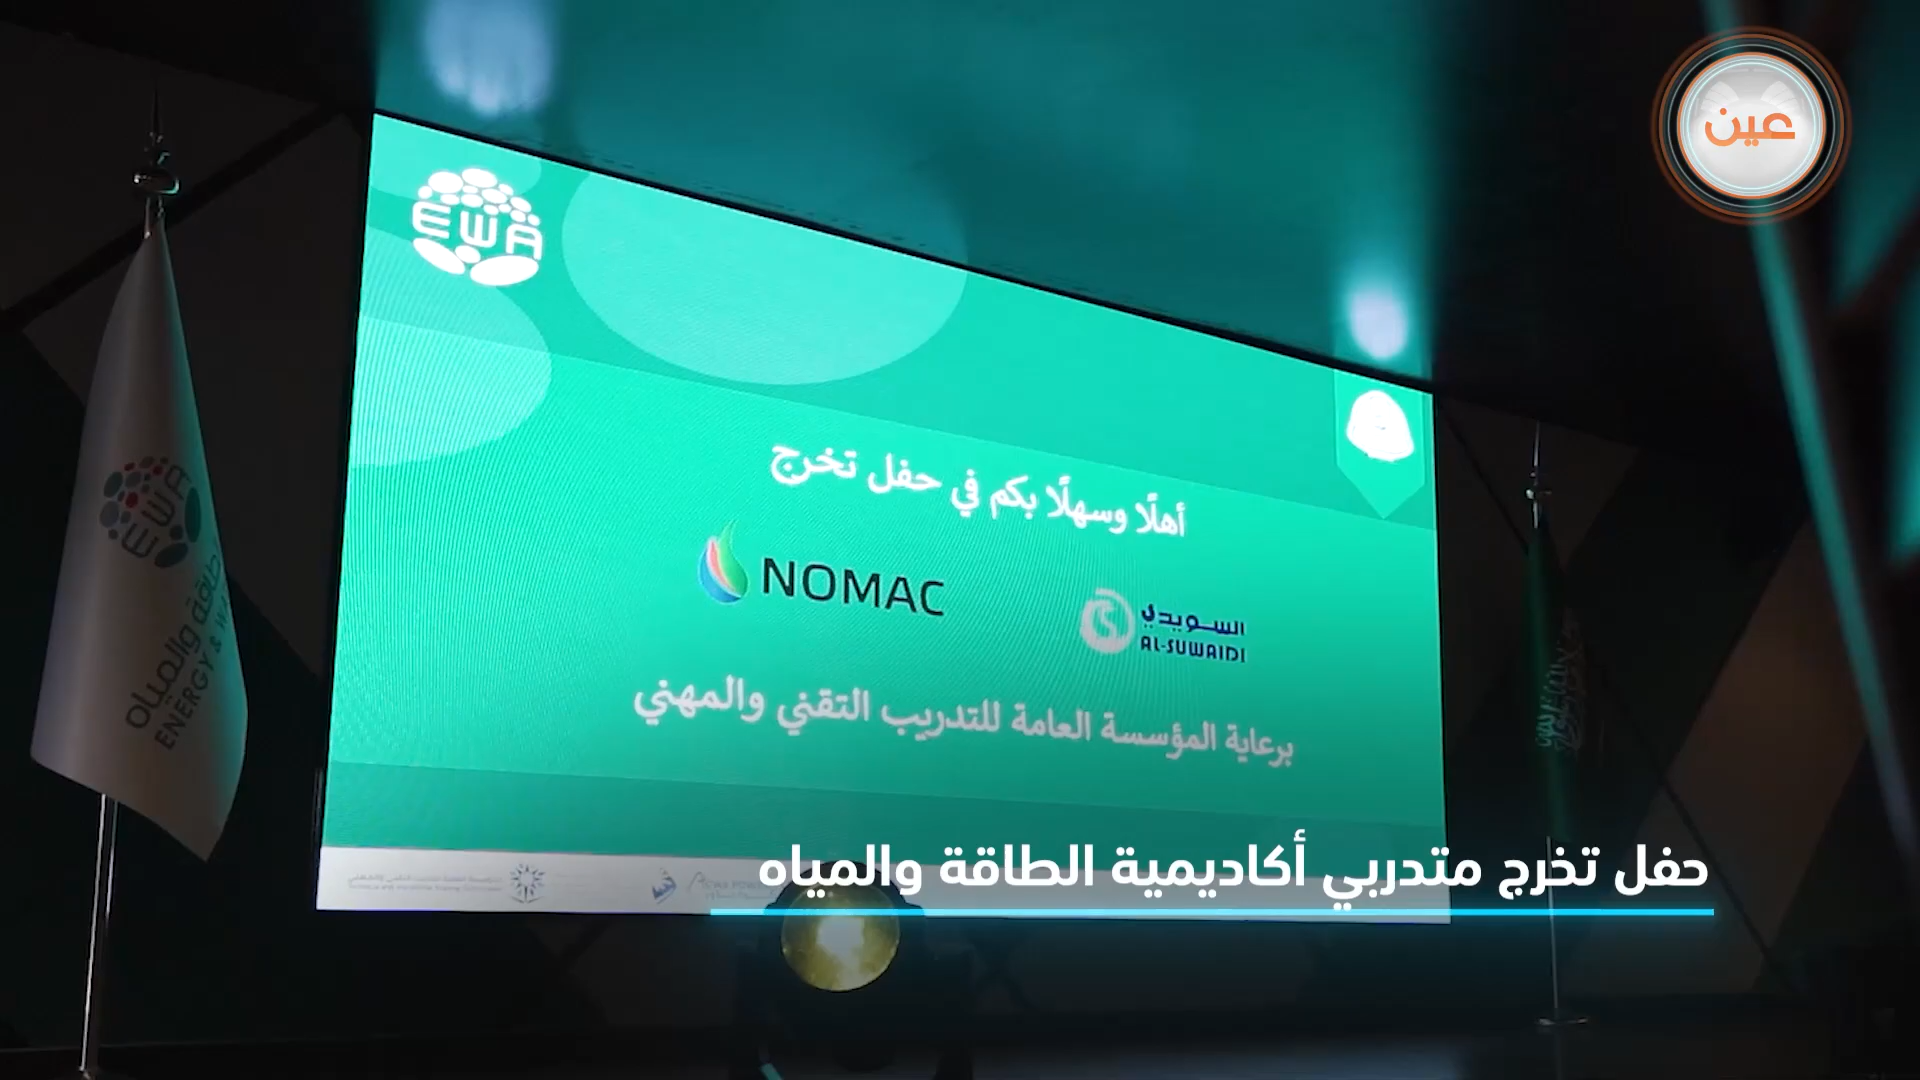 عين
EWA
أهلًا وسهلًا بكم في حفل تخرج
NOMAC
السويدي
AL-SUWAIDI
برعاية المؤسسة العامة للتدريب التقني والمهني
EWA
طاقة والمياه
ENERGY & WA
حفل تخرج متدربي أكاديمية الطاقة والمياه